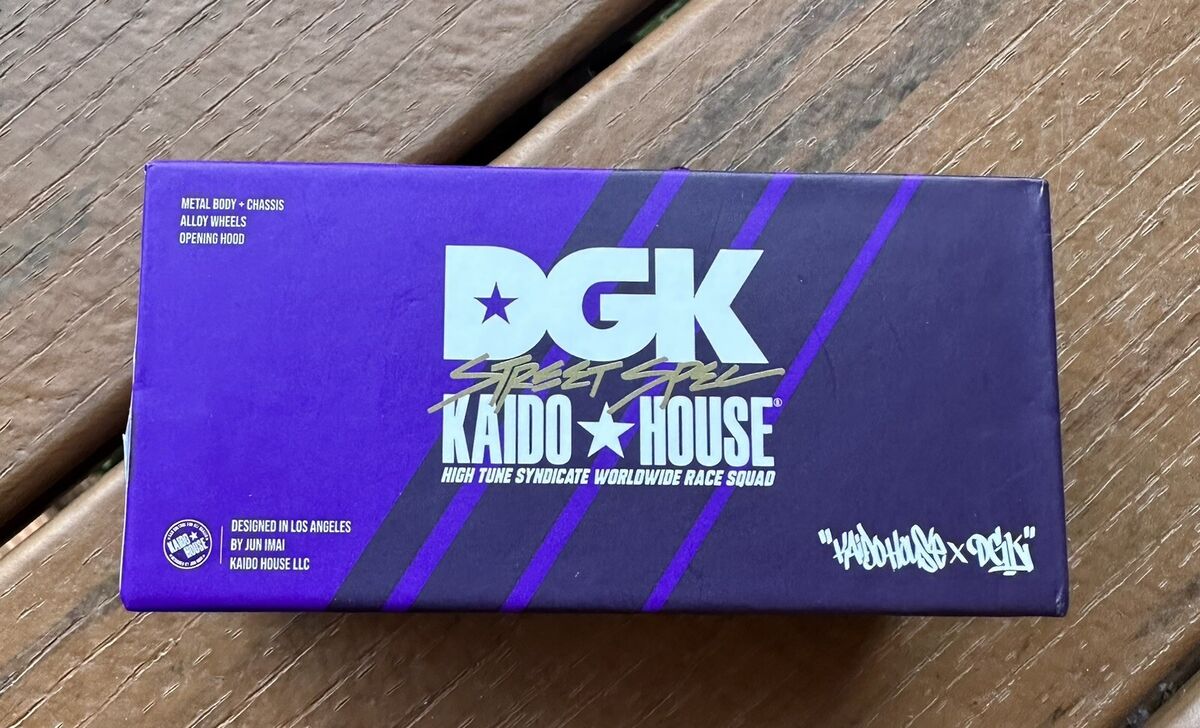 METAL BODY + CHASSIS
ALLOY WHEELS
OPENING HOOD
DGK
STREET SPEC
KAIDO★HOUSE®
HIGH TUNE SYNDICATE WORLDWIDE RACE SQUAD
KAIDO★
HOUSE
DESIGNED IN LOS ANGELES
BY JUN IMAI
KAIDO HOUSE LLC
"KAIDOHOUSE X DGK"